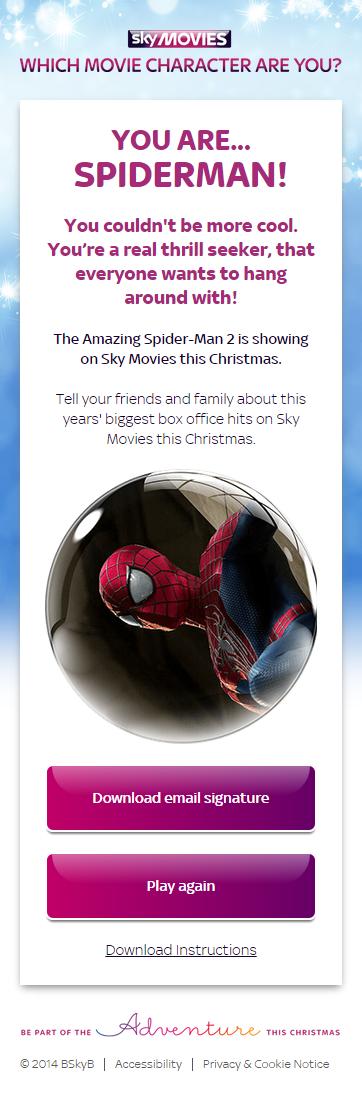 sky MOVIES
WHICH MOVIE CHARACTER ARE YOU?
YOU ARE...
SPIDERMAN!
You couldn't be more cool.
You’re a real thrill seeker, that
everyone wants to hang
around with!
The Amazing Spider-Man 2 is showing
on Sky Movies this Christmas.
Tell your friends and family about this
years' biggest box office hits on Sky
Movies this Christmas.
Download email signature
Play again
Download Instructions
BE PART OF THE Adventure THIS CHRISTMAS
© 2014 BSkyB | Accessibility | Privacy & Cookie Notice